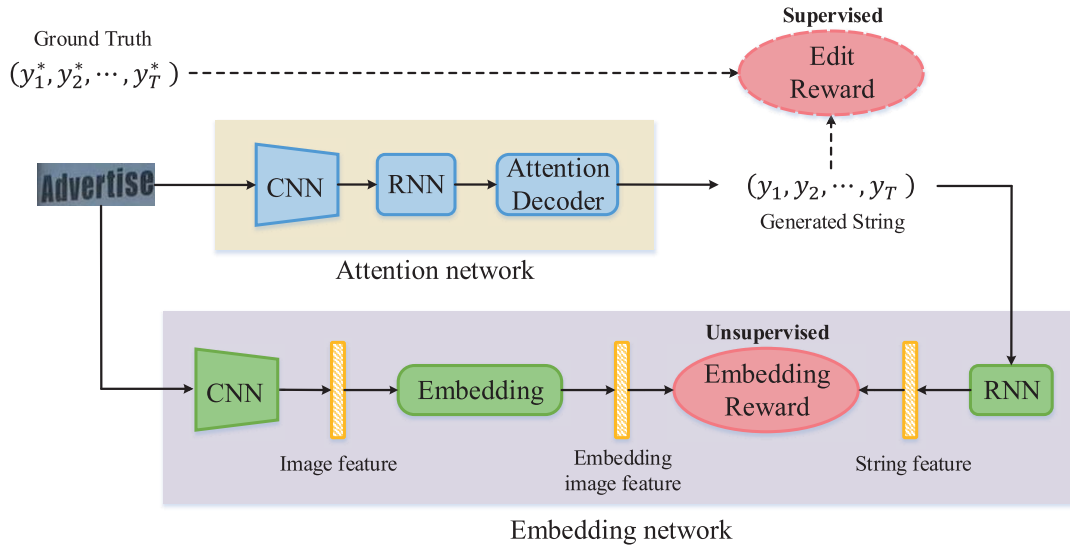 Supervised
Ground Truth
(y₁*, y₂*, ⋯, y_T*)
Edit
Reward
Advertise
CNN
RNN
Attention
Decoder
(y₁, y₂, ⋯, y_T)
Generated String
Attention network
Unsupervised
CNN
Embedding
Embedding
Reward
RNN
Image feature
Embedding
image feature
String feature
Embedding network